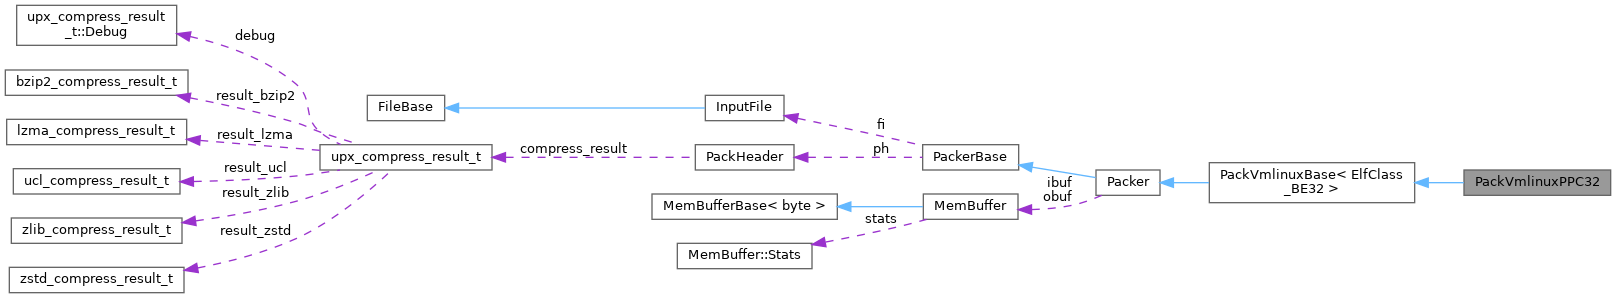 upx_compress_result
_t::Debug
debug
bzip2_compress_result_t
result_bzip2
lzma_compress_result_t
result_lzma
ucl_compress_result_t
result_ucl
zlib_compress_result_t
result_zlib
zstd_compress_result_t
result_zstd
upx_compress_result_t
compress_result
FileBase
InputFile
fi
PackHeader
ph
PackerBase
MemBufferBase< byte >
MemBuffer
stats
MemBuffer::Stats
ibuf
obuf
Packer
PackVmlinuxBase< ElfClass
_BE32 >
PackVmlinuxPPC32